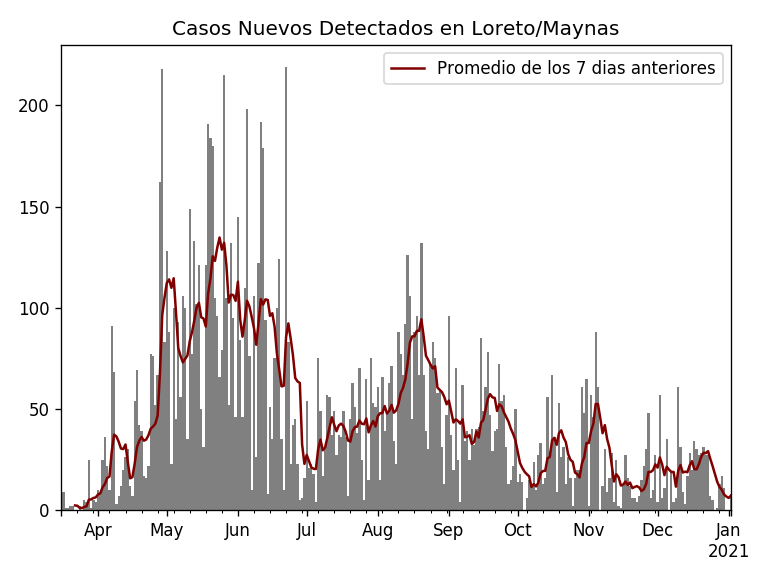 Casos Nuevos Detectados en Loreto/Maynas
Promedio de los 7 dias anteriores
200
150
100
50
0
Apr May Jun Jul Aug Sep Oct Nov Dec Jan
2021